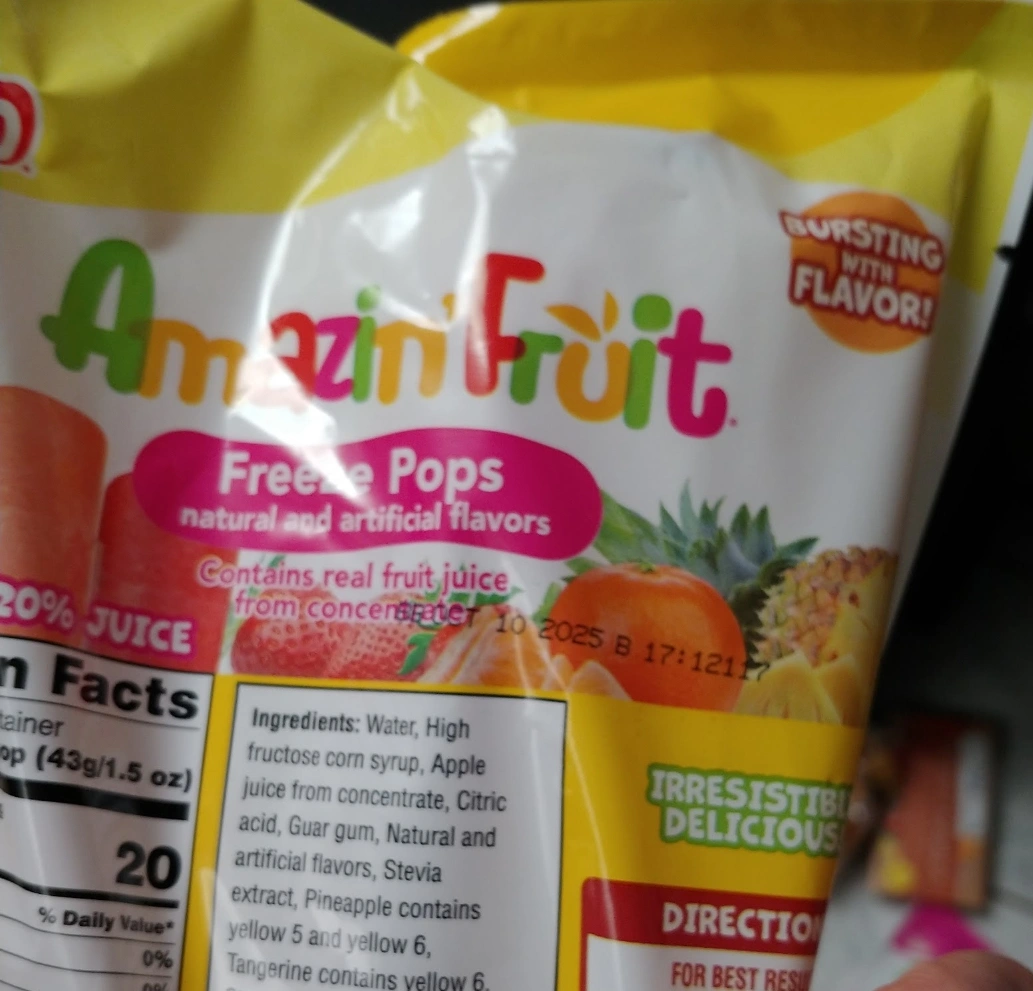 BURSTING
WITH
FLAVOR!
Amazin' Fruit
Freeze Pops
natural and artificial flavors
Contains real fruit juice
from concentrate
10 2025 B 17:12117
20% JUICE
n Facts
tainer
op (43g/1.5 oz)
20
% Daily Value*
0%
0%
Ingredients: Water, High
fructose corn syrup, Apple
juice from concentrate, Citric
acid, Guar gum, Natural and
artificial flavors, Stevia
extract, Pineapple contains
yellow 5 and yellow 6,
Tangerine contains yellow 6,
IRRESISTIBL
DELICIOUS
DIRECTION
FOR BEST RESU